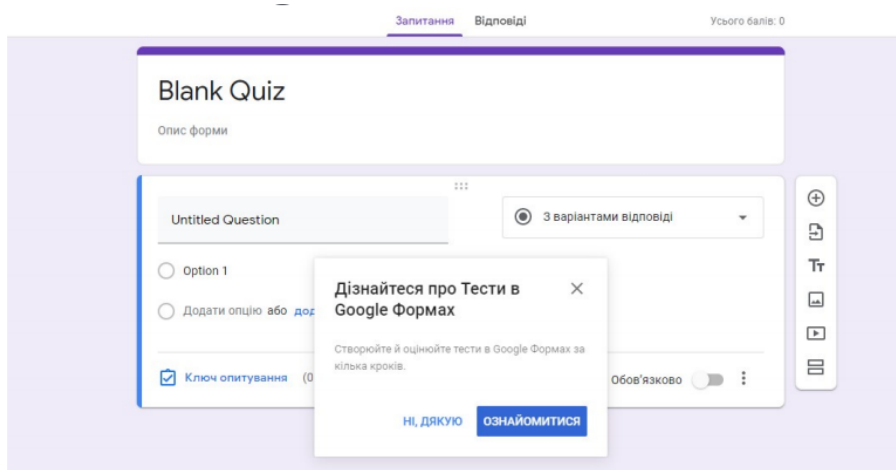 Запитання Відповіді Усього балів: 0
Blank Quiz
Опис форми
Untitled Question З варіантами відповіді
Option 1
Додати опцію або
Дізнайтеся про Тести в
Google Формах
Створюйте й оцінюйте тести в Google Формах за
кілька кроків.
Ключ опитування (0 Обов'язково
НІ, ДЯКУЮ ОЗНАЙОМИТИСЯ